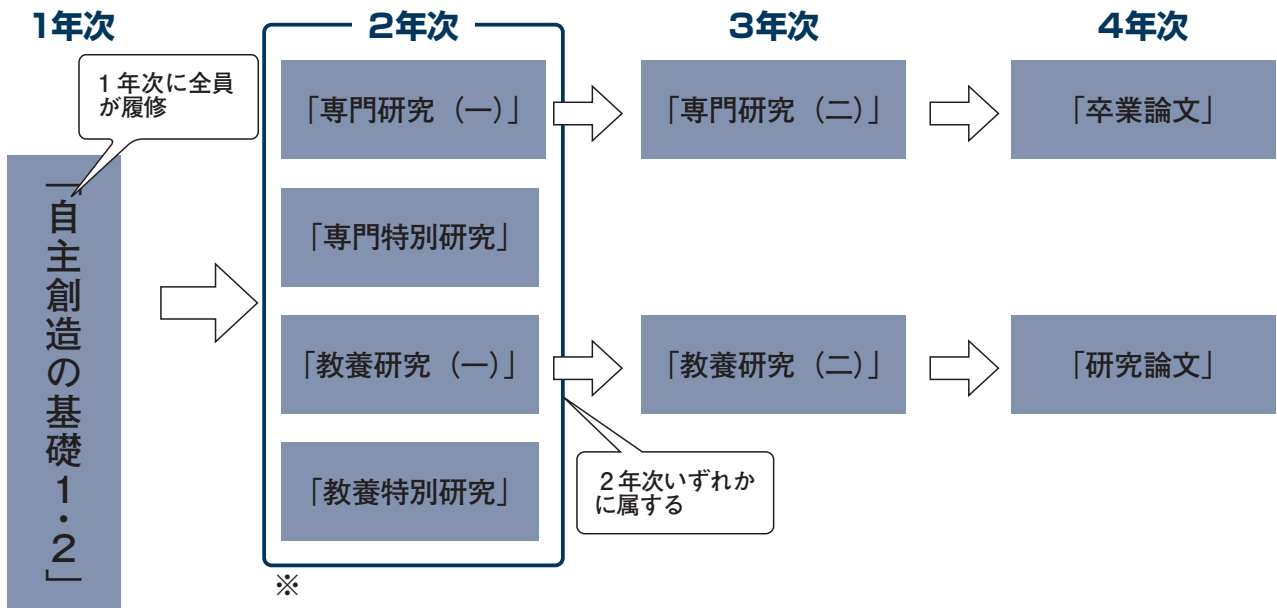 1年次
2年次
3年次
4年次
1年次に全員
が履修
「自主創造の基礎1・2」
「専門研究（一）」
「専門研究（二）」
「卒業論文」
「専門特別研究」
「教養研究（一）」
「教養研究（二）」
「研究論文」
「教養特別研究」
2年次いずれか
に属する
※